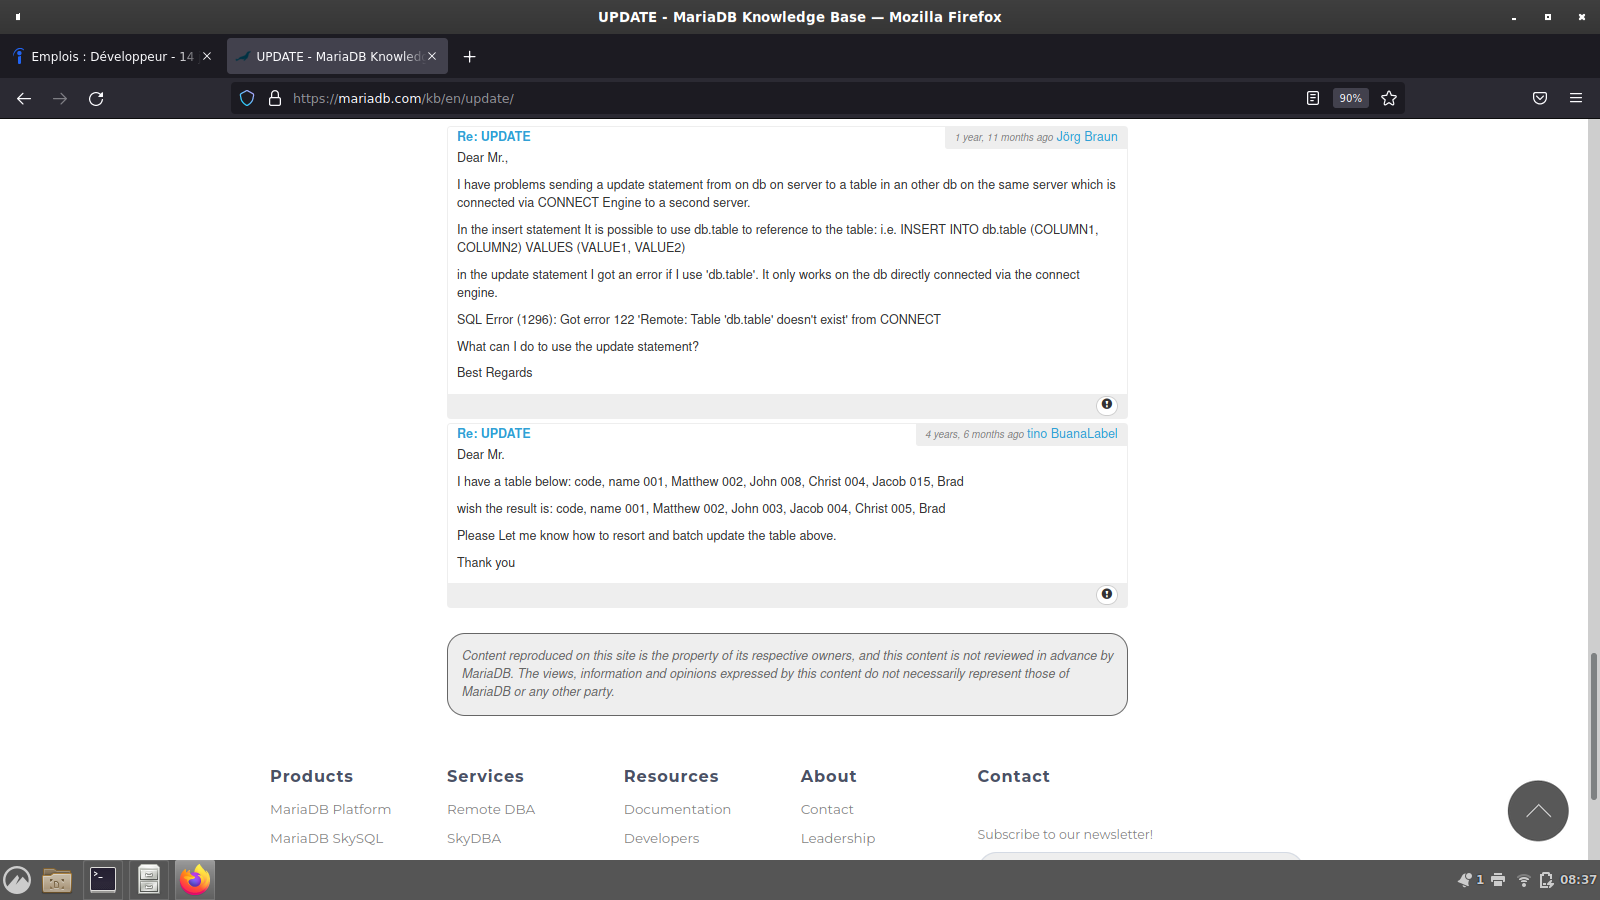 UPDATE - MariaDB Knowledge Base — Mozilla Firefox
Emplois : Développeur - 14
UPDATE - MariaDB Knowled
https://mariadb.com/kb/en/update/
90%
Re: UPDATE
1 year, 11 months ago Jörg Braun
Dear Mr.,
I have problems sending a update statement from on db on server to a table in an other db on the same server which is
connected via CONNECT Engine to a second server.
In the insert statement It is possible to use db.table to reference to the table: i.e. INSERT INTO db.table (COLUMN1,
COLUMN2) VALUES (VALUE1, VALUE2)
in the update statement I got an error if I use 'db.table'. It only works on the db directly connected via the connect
engine.
SQL Error (1296): Got error 122 'Remote: Table 'db.table' doesn't exist' from CONNECT
What can I do to use the update statement?
Best Regards
Re: UPDATE
4 years, 6 months ago tino BuanaLabel
Dear Mr.
I have a table below: code, name 001, Matthew 002, John 008, Christ 004, Jacob 015, Brad
wish the result is: code, name 001, Matthew 002, John 003, Jacob 004, Christ 005, Brad
Please Let me know how to resort and batch update the table above.
Thank you
Content reproduced on this site is the property of its respective owners, and this content is not reviewed in advance by
MariaDB. The views, information and opinions expressed by this content do not necessarily represent those of
MariaDB or any other party.
Products
Services
Resources
About
Contact
MariaDB Platform
Remote DBA
Documentation
Contact
MariaDB SkySQL
SkyDBA
Developers
Leadership
Subscribe to our newsletter!
1
08:37